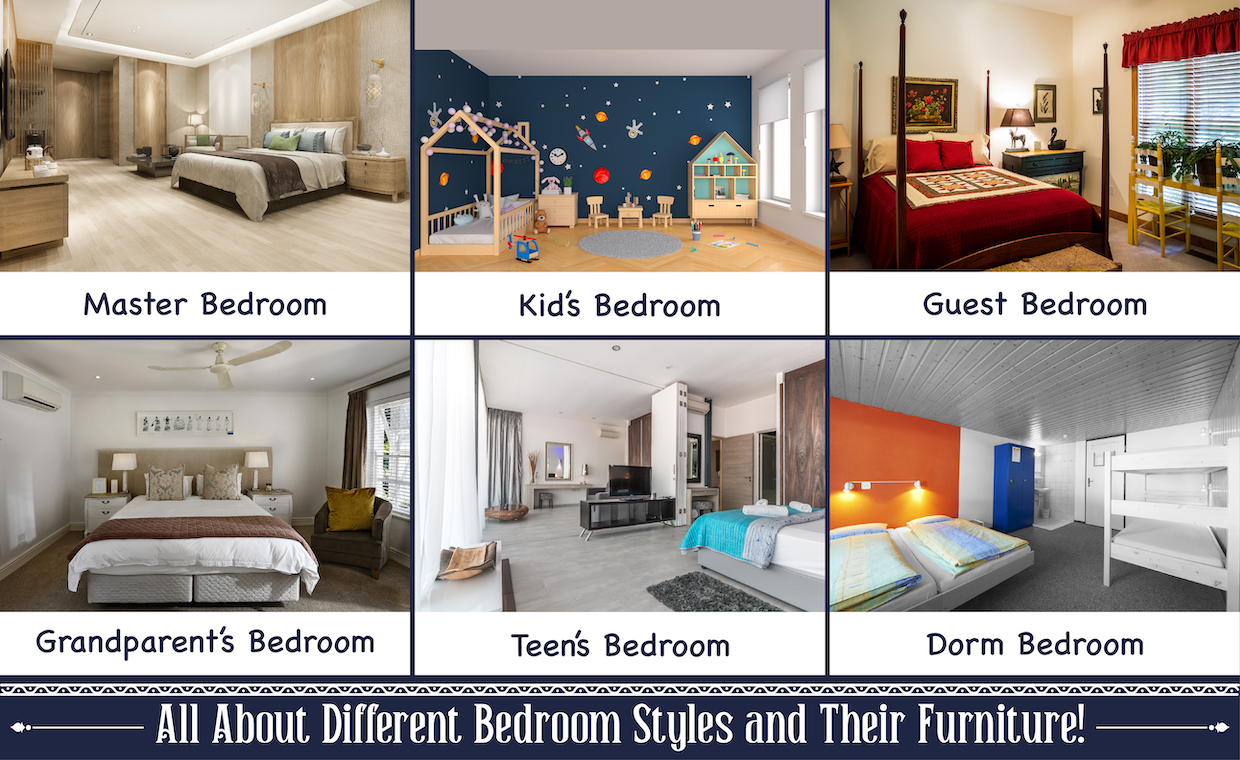 Master Bedroom
Kid's Bedroom
Guest Bedroom
Grandparent's Bedroom
Teen's Bedroom
Dorm Bedroom
All About Different Bedroom Styles and Their Furniture!